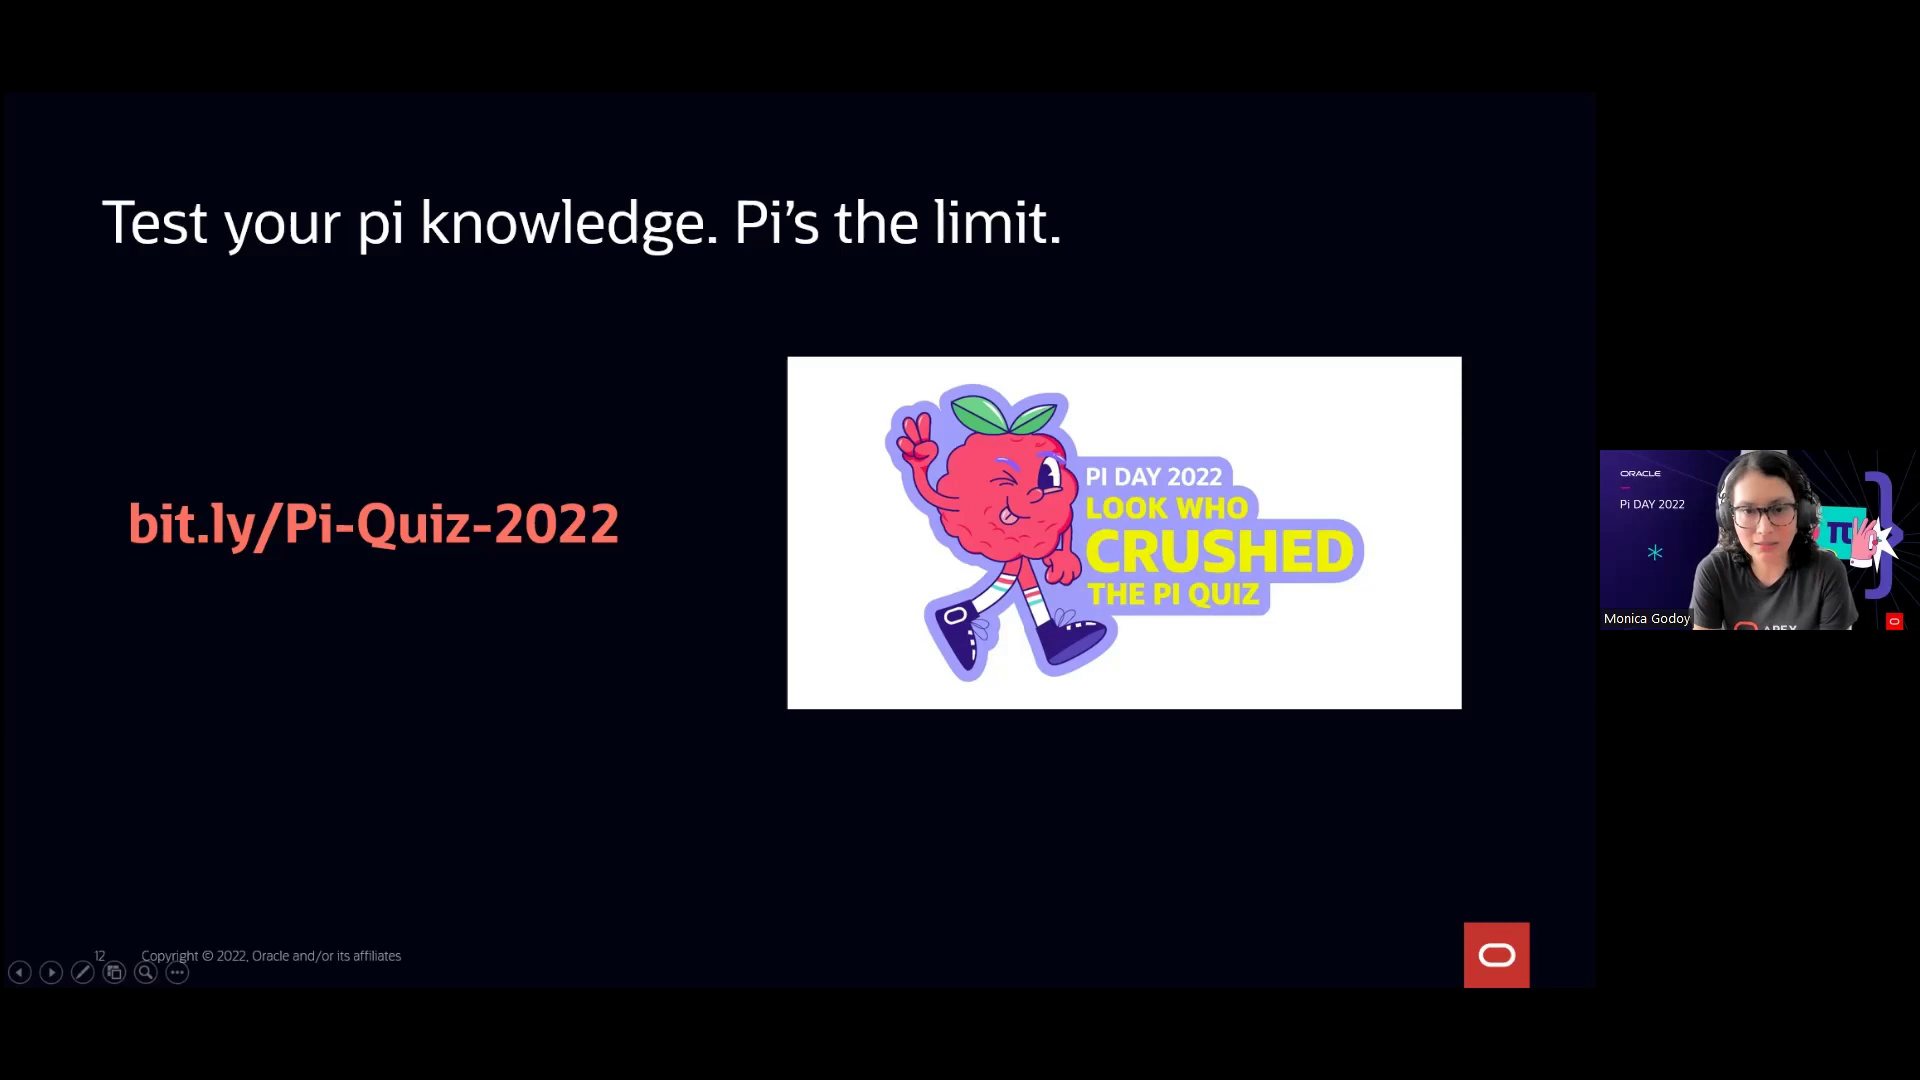 Test your pi knowledge. Pi's the limit.
bit.ly/Pi-Quiz-2022
PI DAY 2022
LOOK WHO
CRUSHED
THE PI QUIZ
ORACLE
Pi DAY 2022
π
APEX
Monica Godoy
12 Copyright © 2022, Oracle and/or its affiliates